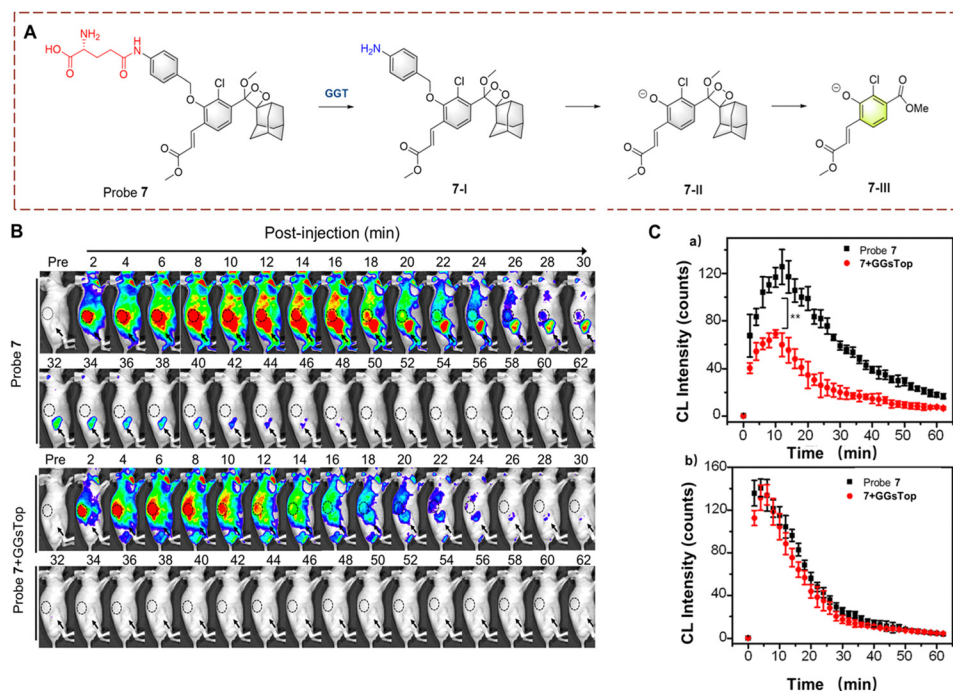 A
NH2
HO
O
O
H
N
O
Cl
O
O
O
O
O
Probe 7
GGT
H2N
O
Cl
O
O
O
O
O
7-I
O
Cl
O
O
O
O
O
7-II
O
Cl
O
OMe
O
O
7-III
B
Post-injection (min)
Pre 2 4 6 8 10 12 14 16 18 20 22 24 26 28 30
Probe 7
32 34 36 38 40 42 44 46 48 50 52 54 56 58 60 62
Pre 2 4 6 8 10 12 14 16 18 20 22 24 26 28 30
Probe 7+GGsTop
32 34 36 38 40 42 44 46 48 50 52 54 56 58 60 62
C
a)
CL Intensity (counts)
120
80
40
0
Probe 7
7+GGsTop
**
0 10 20 30 40 50 60
Time (min)
b)
CL Intensity (counts)
160
120
80
40
0
Probe 7
7+GGsTop
0 10 20 30 40 50 60
Time (min)